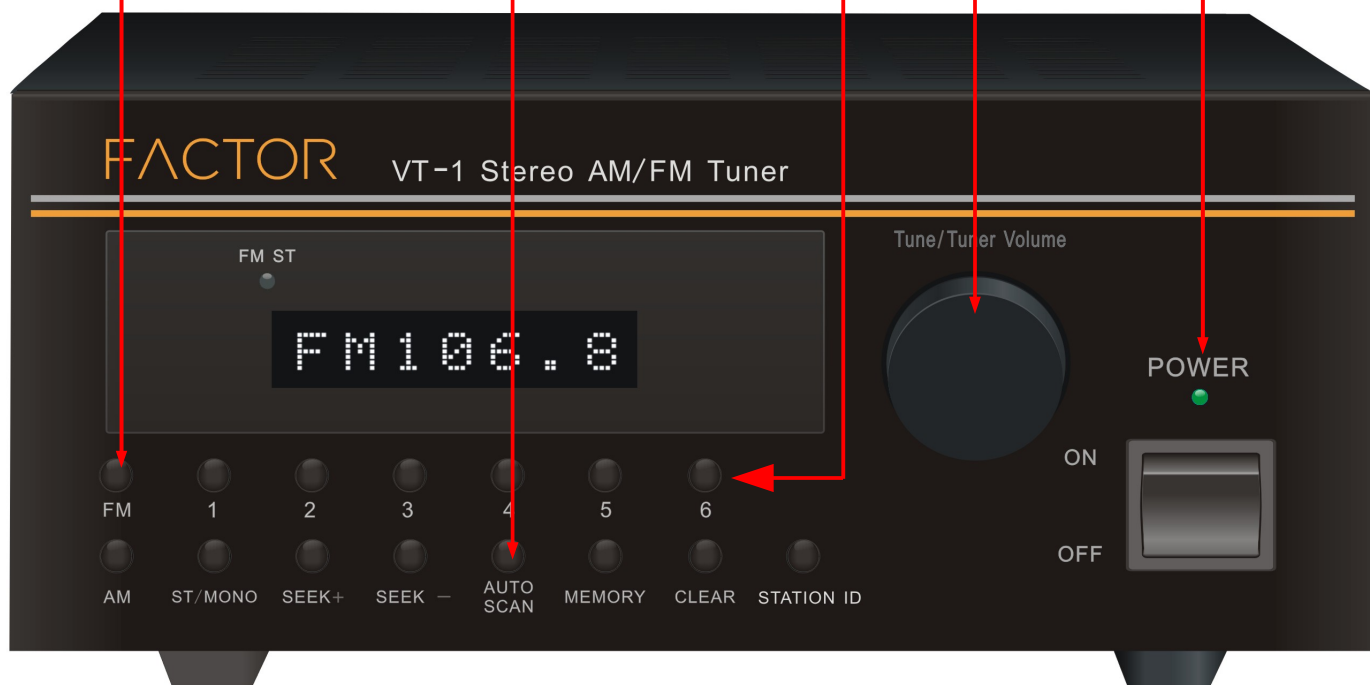 FACTOR VT-1 Stereo AM/FM Tuner
Tune/Tuner Volume
FM ST
FM106.8
POWER
ON
FM 1 2 3 4 5 6
OFF
AM ST/MONO SEEK+ SEEK - AUTO SCAN MEMORY CLEAR STATION ID